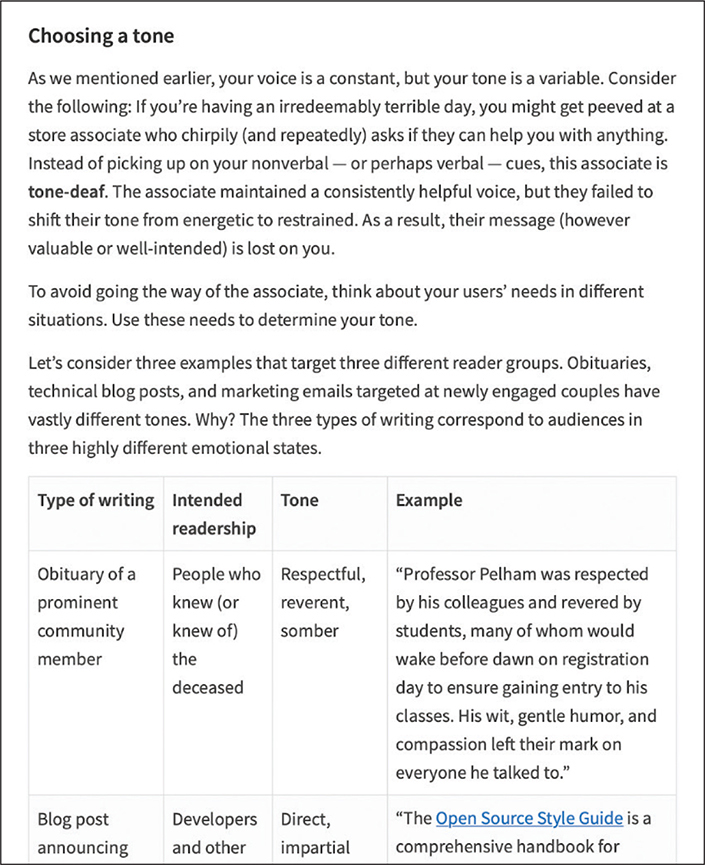 Choosing a tone
As we mentioned earlier, your voice is a constant, but your tone is a variable. Consider
the following: If you’re having an irredeemably terrible day, you might get peeved at a
store associate who chirpily (and repeatedly) asks if they can help you with anything.
Instead of picking up on your nonverbal — or perhaps verbal — cues, this associate is
tone-deaf. The associate maintained a consistently helpful voice, but they failed to
shift their tone from energetic to restrained. As a result, their message (however
valuable or well-intended) is lost on you.
To avoid going the way of the associate, think about your users’ needs in different
situations. Use these needs to determine your tone.
Let’s consider three examples that target three different reader groups. Obituaries,
technical blog posts, and marketing emails targeted at newly engaged couples have
vastly different tones. Why? The three types of writing correspond to audiences in
three highly different emotional states.
Type of writing
Intended
readership
Tone
Example
Obituary of a
prominent
community
member
People who
knew (or
knew of)
the
deceased
Respectful,
reverent,
somber
“Professor Pelham was respected
by his colleagues and revered by
students, many of whom would
wake before dawn on registration
day to ensure gaining entry to his
classes. His wit, gentle humor, and
compassion left their mark on
everyone he talked to.”
Blog post
announcing
Developers
and other
Direct,
impartial
“The Open Source Style Guide is a
comprehensive handbook for